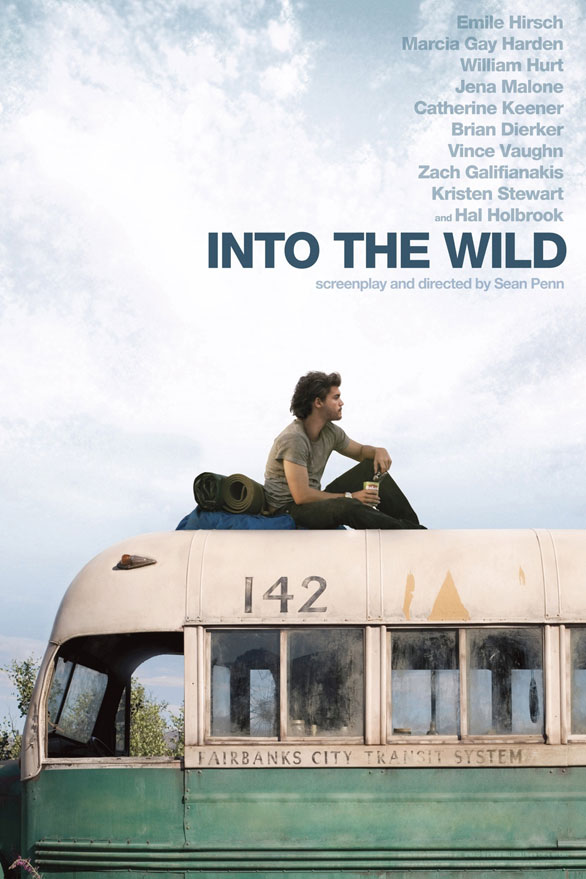 Emile Hirsch
Marcia Gay Harden
William Hurt
Jena Malone
Catherine Keener
Brian Dierker
Vince Vaughn
Zach Galifianakis
Kristen Stewart
and Hal Holbrook
INTO THE WILD
screenplay and directed by Sean Penn
142
FAIRBANKS CITY TRANSIT SYSTEM